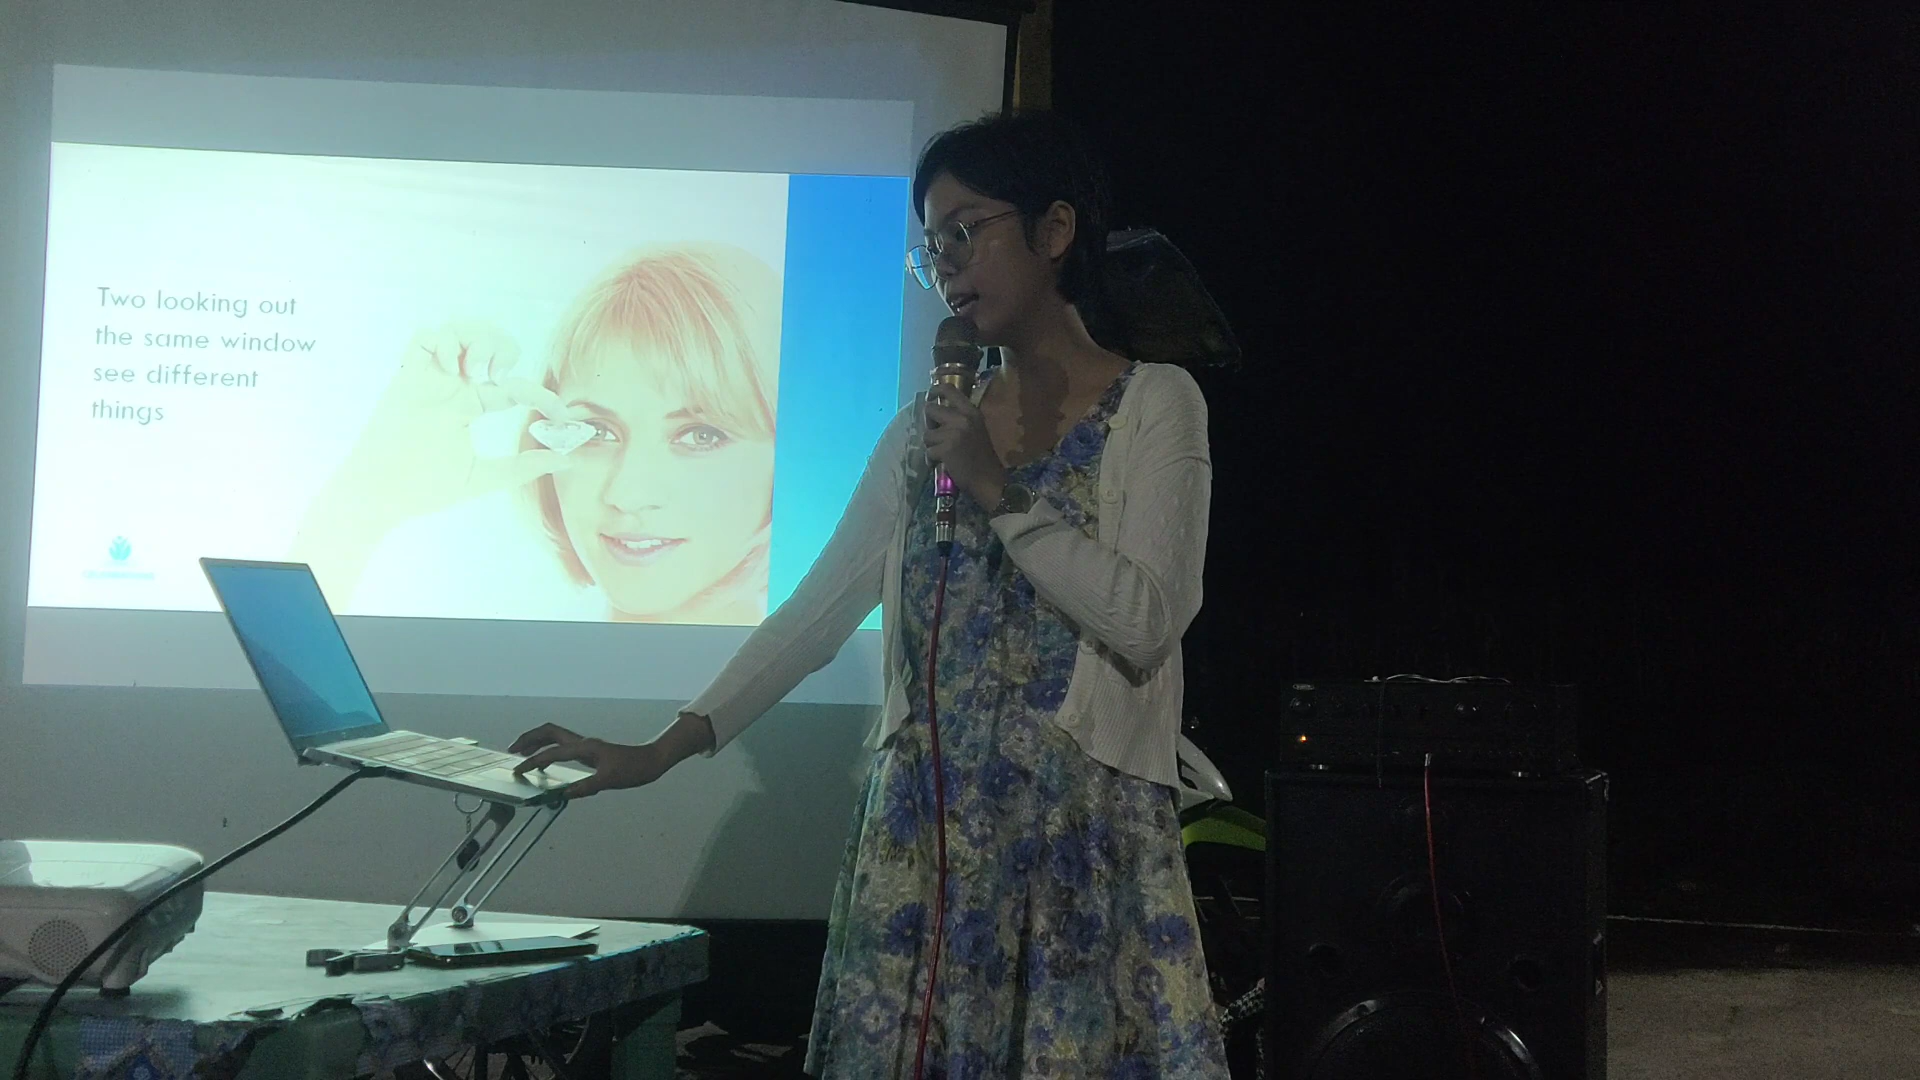 Two looking out
the same window
see different
things